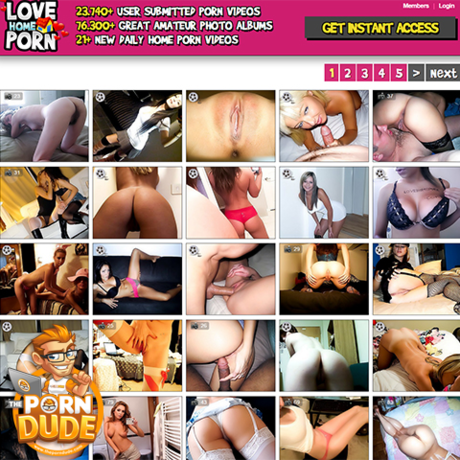 LOVE
HOME
PORN
23.740+ USER SUBMITTED PORN VIDEOS
76.300+ GREAT AMATEUR PHOTO ALBUMS
21+ NEW DAILY HOME PORN VIDEOS
Members | Login
GET INSTANT ACCESS
1 2 3 4 5 > Next
THE
PORN
DUDE